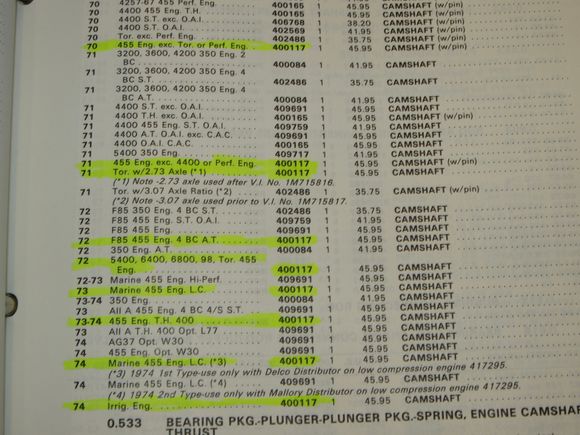 70 4257-67 455 Perf. Eng. 400165 1 45.95 CAMSHAFT (w/pin)
70 4400 455 T.H. 400165 1 45.95 CAMSHAFT (w/pin)
70 4400 S.T. exc. O.A.I. 406768 1 38.20 CAMSHAFT (w/pin)
70 4400 S.T. O.A.I. 402569 1 41.95 CAMSHAFT (w/pin)
70 Tor. exc. Perf. Eng. 402486 1 35.75 CAMSHAFT (w/pin)
70 455 Eng. exc. Tor. or Perf. Eng. 400117 1 45.95 CAMSHAFT (w/pin)
71 3200, 3600, 4200 350 Eng. 2
BC 400084 1 41.95 CAMSHAFT
71 3200, 3600, 4200 350 Eng. 4
BC S.T. 402486 1 35.75 CAMSHAFT
71 3200, 3600, 4200 350 Eng. 4
BC A.T. 400084 1 41.95 CAMSHAFT
71 4400 S.T. exc. O.A.I. 409691 1 45.95 CAMSHAFT
71 4400 T.H. exc. O.A.I. 400165 1 45.95 CAMSHAFT (w/pin)
71 4400 455 Eng. S.T. O.A.I. 409759 1 41.95 CAMSHAFT
71 4400 A.T. O.A.I. exc. C.A.C. 409691 1 45.95 CAMSHAFT
71 4400 O.A.I. C.A.C. 400165 1 45.95 CAMSHAFT
71 5400 350 Eng. 409717 1 41.95 CAMSHAFT
71 455 Eng. exc. 4400 or Perf. Eng. 400117 1 45.95 CAMSHAFT (w/pin)
71 Tor. w/2.73 Axle (*1) 400117 1 45.95 CAMSHAFT
(*1) Note -2.73 axle used after V.I. No. 1M715816.
71 Tor. w/3.07 Axle Ratio (*2) 402486 1 35.75 CAMSHAFT (w/pin)
(*2) Note -3.07 axle used prior to V.I. No. 1M715817.
72 F85 350 Eng. 4 BC S.T. 402486 1 35.75 CAMSHAFT
72 F85 455 Eng. S.T. O.A.I. 409759 1 41.95 CAMSHAFT
72 F85 455 Eng. 409691 1 45.95 CAMSHAFT
72 F85 455 Eng. 4 BC A.T. 400117 1 45.95 CAMSHAFT
72 350 Eng. A.T. 400084 1 41.95 CAMSHAFT
72 5400, 6400, 6800, 98, Tor. 455
Eng. 400117 1 45.95 CAMSHAFT
72-73 Marine 455 Eng. Hi-Perf. 409691 1 45.95 CAMSHAFT
73 Marine 455 Eng. L.C. 400117 1 45.95 CAMSHAFT
73-74 350 Eng. 400084 1 41.95 CAMSHAFT
73 All A 455 Eng. 4 BC 4/S S.T. 409691 1 45.95 CAMSHAFT
73-74 455 Eng. T.H. 400 400117 1 45.95 CAMSHAFT
73 All A T.H. 400 Opt. L77 409691 1 45.95 CAMSHAFT
74 AG37 Opt. W30 409691 1 45.95 CAMSHAFT
74 455 Eng. Opt. W30 409691 1 45.95 CAMSHAFT
74 Marine 455 Eng. L.C. (*3) 400117 1 45.95 CAMSHAFT
(*3) 1974 1st Type-use only with Delco Distributor on low compression engine 417295.
74 Marine 455 Eng. L.C. (*4) 409691 1 45.95 CAMSHAFT
(*4) 1974 2nd Type-use only with Mallory Distributor on low compression engine 417295.
74 Irrig. Eng. 400117 1 45.95 CAMSHAFT
0.533 BEARING PKG.-PLUNGER-PLUNGER PKG.-SPRING, ENGINE CAMSHA
THRUST